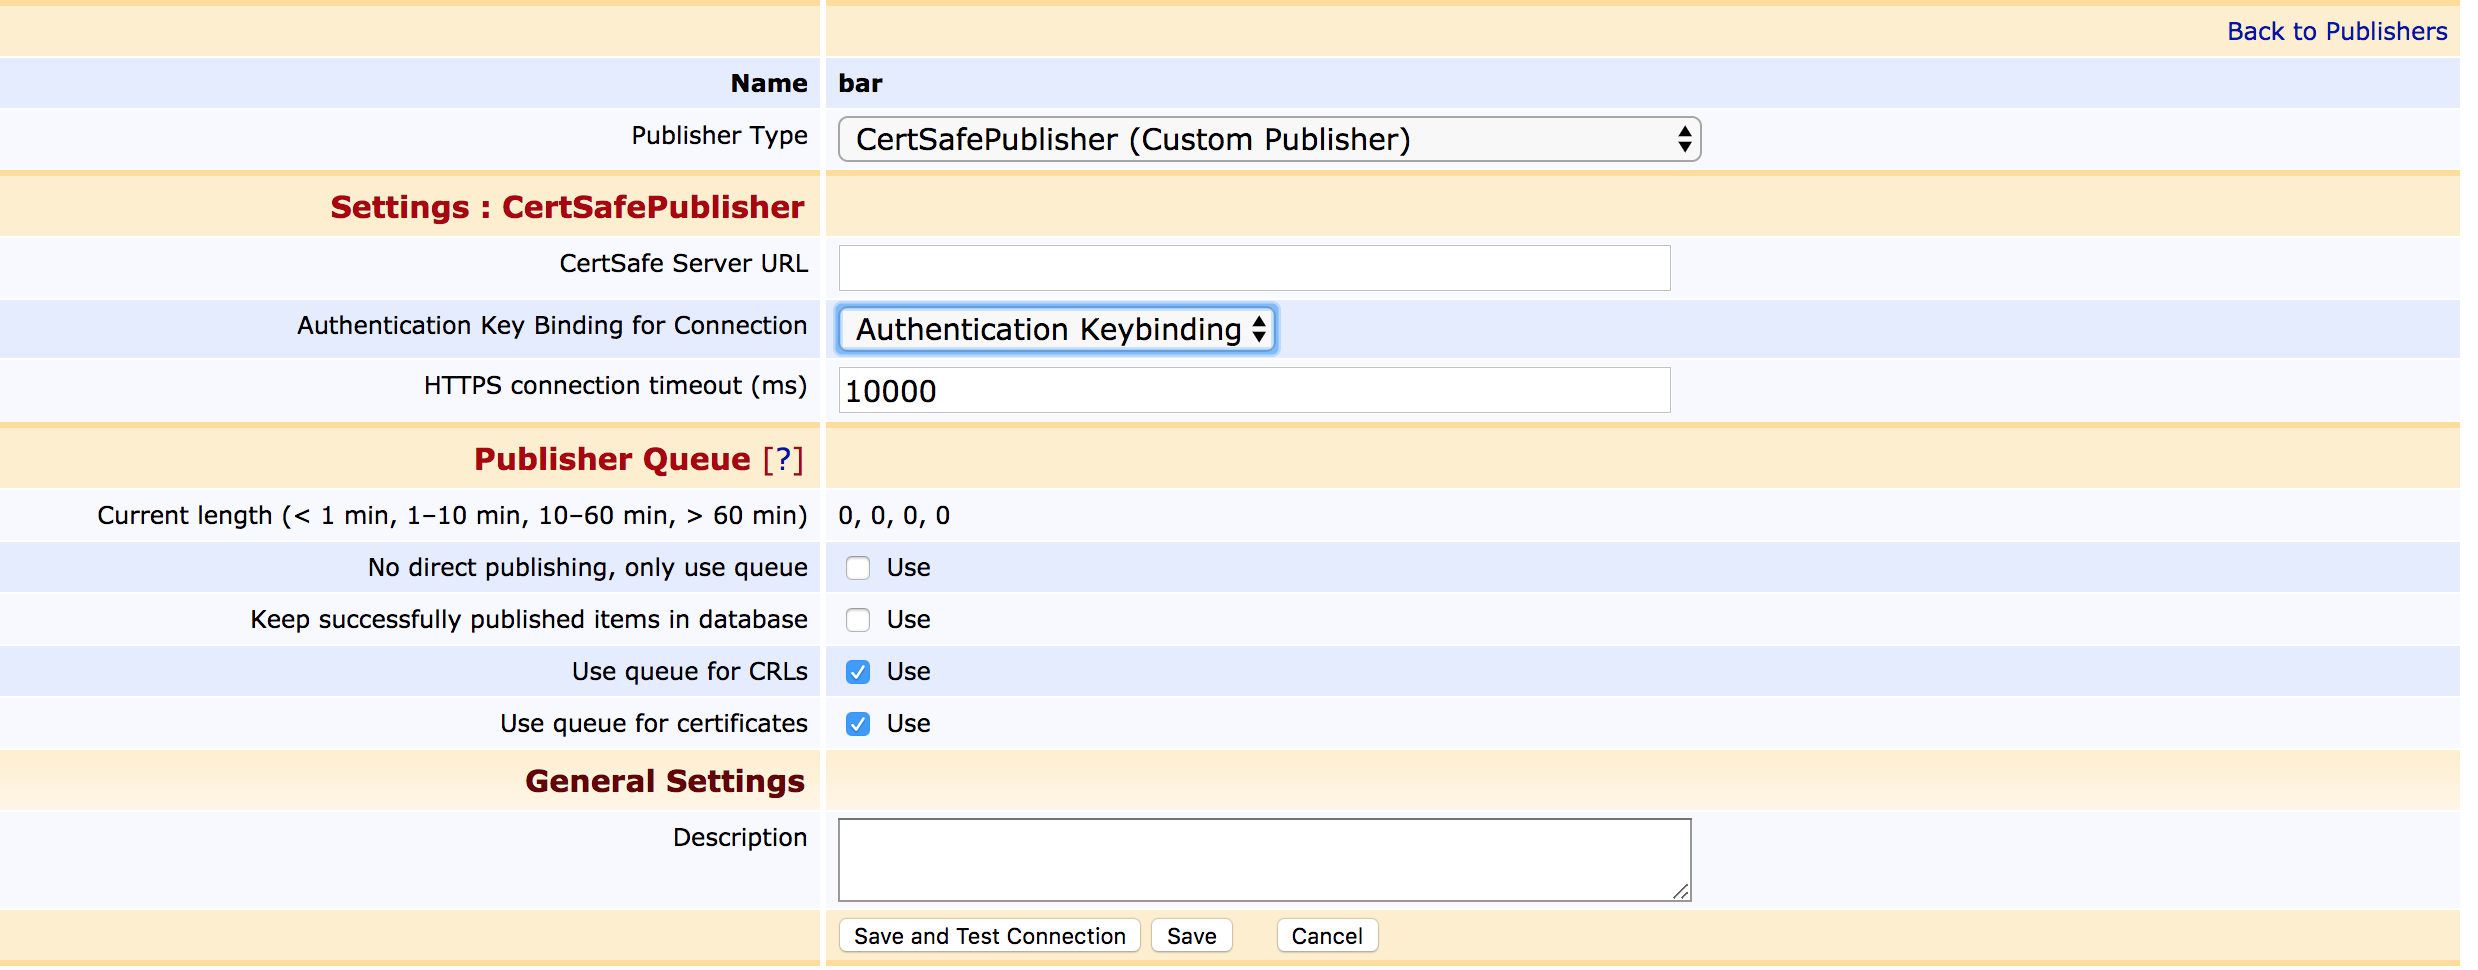 Back to Publishers
Name bar
Publisher Type CertSafePublisher (Custom Publisher)
Settings : CertSafePublisher
CertSafe Server URL
Authentication Key Binding for Connection Authentication Keybinding
HTTPS connection timeout (ms) 10000
Publisher Queue [?]
Current length (< 1 min, 1–10 min, 10–60 min, > 60 min) 0, 0, 0, 0
No direct publishing, only use queue Use
Keep successfully published items in database Use
Use queue for CRLs Use
Use queue for certificates Use
General Settings
Description
Save and Test Connection Save Cancel